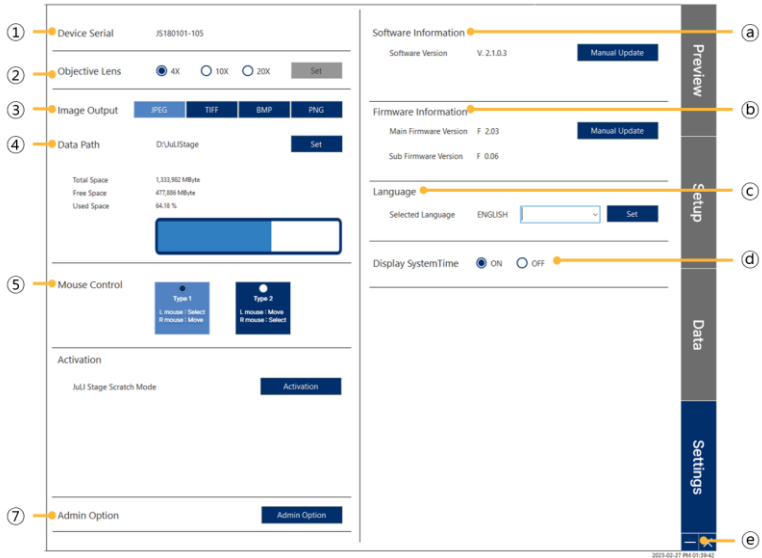 ① Device Serial JS180101-105
② Objective Lens 4X 10X 20X Set
③ Image Output JPEG TIFF BMP PNG
④ Data Path D:\JuLIStage Set
Total Space 1,333,982 MByte
Free Space 477,886 MByte
Used Space 64.18 %
⑤ Mouse Control
Type 1
L mouse : Select
R mouse : Move
Type 2
L mouse : Move
R mouse : Select
Activation
JuLI Stage Scratch Mode Activation
⑦ Admin Option Admin Option
Software Information ⓐ
Software Version V. 2.1.0.3 Manual Update
Firmware Information ⓑ
Main Firmware Version F 2.03 Manual Update
Sub Firmware Version F 0.06
Language ⓒ
Selected Language ENGLISH Set
Display SystemTime ON OFF ⓓ
Preview
Setup
Data
Settings
ⓔ
2023-02-27 PM 01:39:42